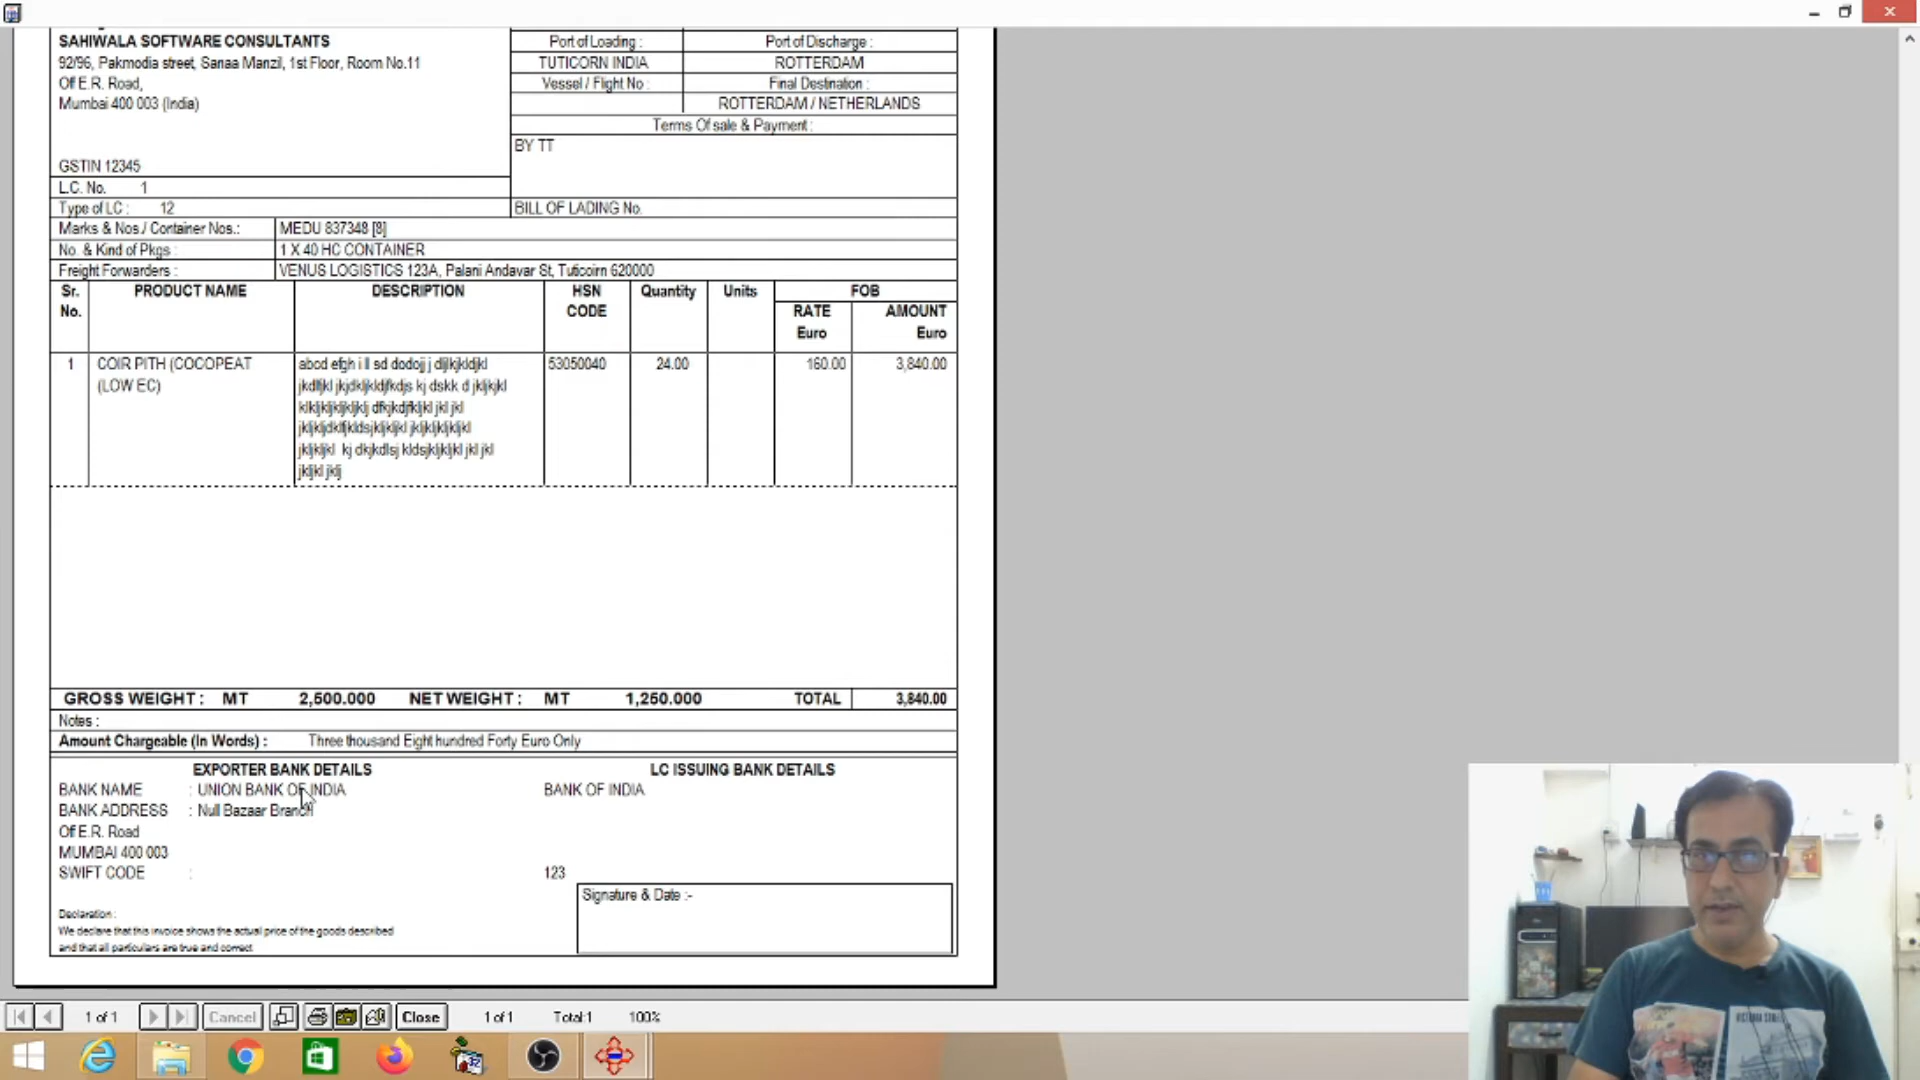 SAHIWALA SOFTWARE CONSULTANTS
92/96, Pakmodia street, Sanaa Manzil, 1st Floor, Room No.11
Of E.R. Road,
Mumbai 400 003 (India)
GSTIN 12345
L.C. No. 1
Type of LC : 12
Port of Loading : Port of Discharge :
TUTICORN INDIA ROTTERDAM
Vessel / Flight No : Final Destination :
ROTTERDAM / NETHERLANDS
Terms Of sale & Payment :
BY TT
BILL OF LADING No.
Marks & Nos./ Container Nos.: MEDU 837348 [8]
No. & Kind of Pkgs : 1 X 40 HC CONTAINER
Freight Forwarders : VENUS LOGISTICS 123A, Palani Andavar St, Tuticoirn 620000
Sr. PRODUCT NAME DESCRIPTION HSN Quantity Units FOB
No. CODE RATE AMOUNT
Euro Euro
1 COIR PITH (COCOPEAT abcd efgh i ll sd dodojj j 53050040 24.00 160.00 3,840.00
(LOW EC)
jkl jkl
GROSS WEIGHT : MT 2,500.000 NET WEIGHT : MT 1,250.000 TOTAL 3,840.00
Notes :
Amount Chargeable (In Words) : Three thousand Eight hundred Forty Euro Only
EXPORTER BANK DETAILS LC ISSUING BANK DETAILS
BANK NAME : UNION BANK OF INDIA BANK OF INDIA
BANK ADDRESS : Null Bazaar Branch
Of E.R. Road
MUMBAI 400 003
SWIFT CODE : 123
Signature & Date :-
Declaration :
We declare that this invoice shows the actual price of the goods described
and that all particulars are true and correct
1 of 1 Cancel Close 1 of 1 Total:1 100%